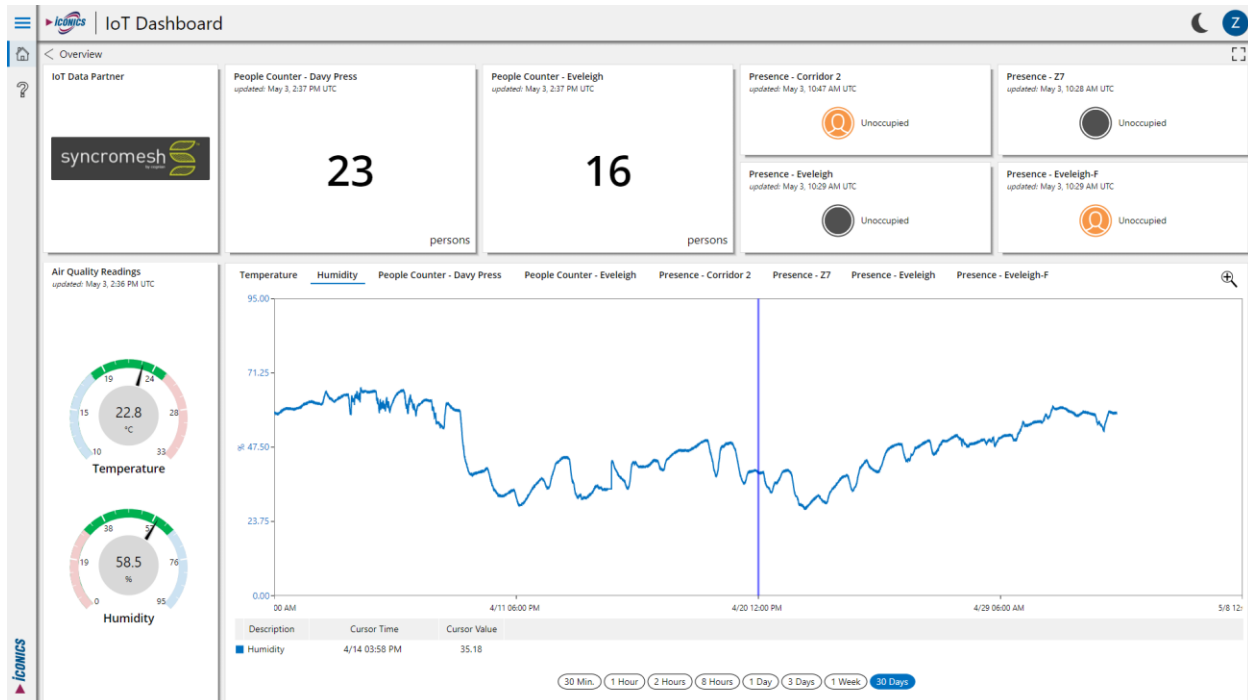 ICONICS IoT Dashboard Z
< Overview
IoT Data Partner
syncromesh
People Counter - Davy Press
updated: May 3, 2:37 PM UTC
23
persons
People Counter - Eveleigh
updated: May 3, 2:37 PM UTC
16
persons
Presence - Corridor 2
updated: May 3, 10:47 AM UTC
Unoccupied
Presence - Z7
updated: May 3, 10:28 AM UTC
Unoccupied
Presence - Eveleigh
updated: May 3, 10:29 AM UTC
Unoccupied
Presence - Eveleigh-F
updated: May 3, 10:29 AM UTC
Unoccupied
Air Quality Readings
updated: May 3, 2:36 PM UTC
19 24
15 22.8 28
°C
10 33
Temperature
38 57
19 58.5 76
%
0 95
Humidity
Temperature Humidity People Counter - Davy Press People Counter - Eveleigh Presence - Corridor 2 Presence - Z7 Presence - Eveleigh Presence - Eveleigh-F
95.00
71.25
47.50
23.75
0.00
00 AM 4/11 06:00 PM 4/20 12:00 PM 4/29 06:00 AM 5/8 12:
Description Cursor Time Cursor Value
Humidity 4/14 03:58 PM 35.18
30 Min. 1 Hour 2 Hours 8 Hours 1 Day 3 Days 1 Week 30 Days
ICONICS